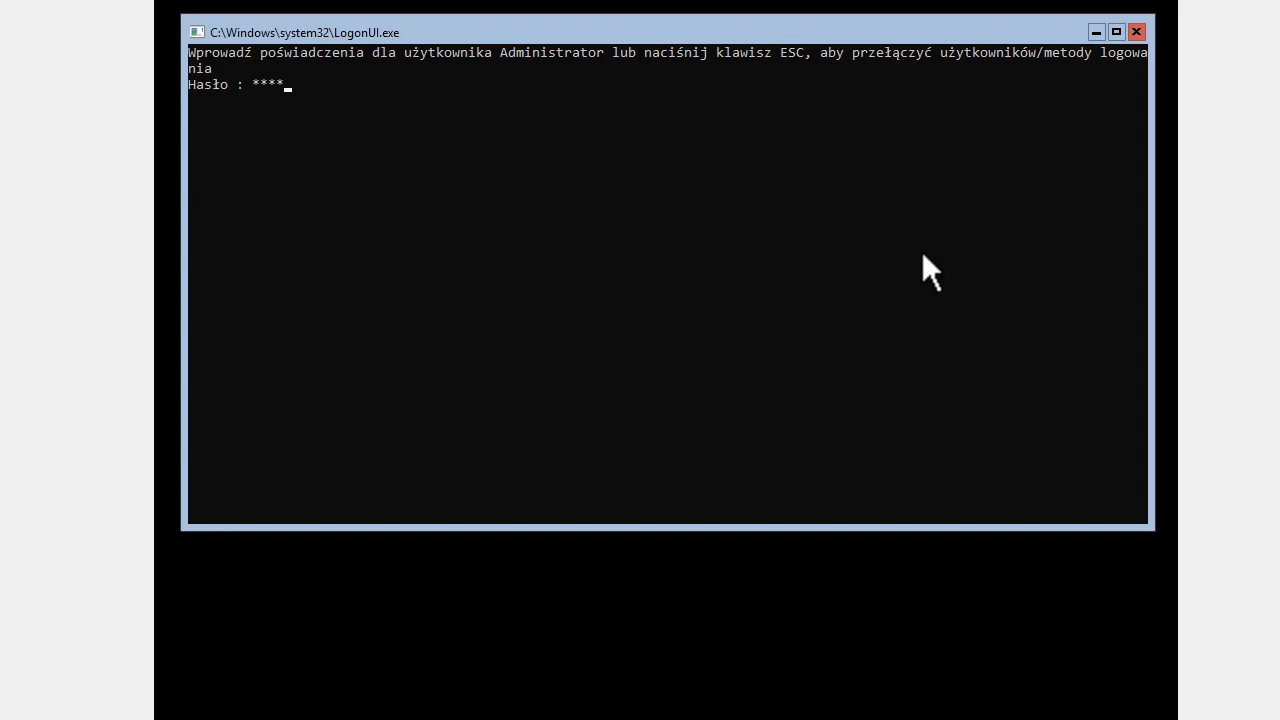 C:\Windows\system32\LogonUI.exe
Wprowadź poświadczenia dla użytkownika Administrator lub naciśnij klawisz ESC, aby przełączyć użytkowników/metody logowa
nia
Hasło : ****